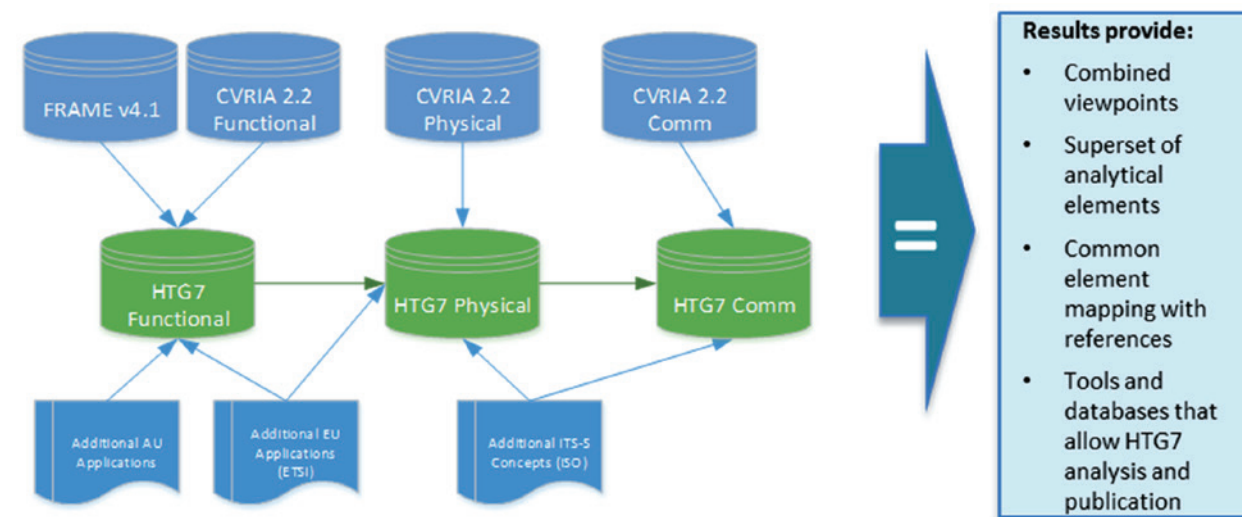 FRAME v4.1
CVRIA 2.2
Functional
CVRIA 2.2
Physical
CVRIA 2.2
Comm
HTG7
Functional
HTG7 Physical
HTG7 Comm
Additional AU
Applications
Additional EU
Applications
(ETSI)
Additional ITS-S
Concepts (ISO)
=
Results provide:
• Combined
viewpoints
• Superset of
analytical
elements
• Common
element
mapping with
references
• Tools and
databases that
allow HTG7
analysis and
publication